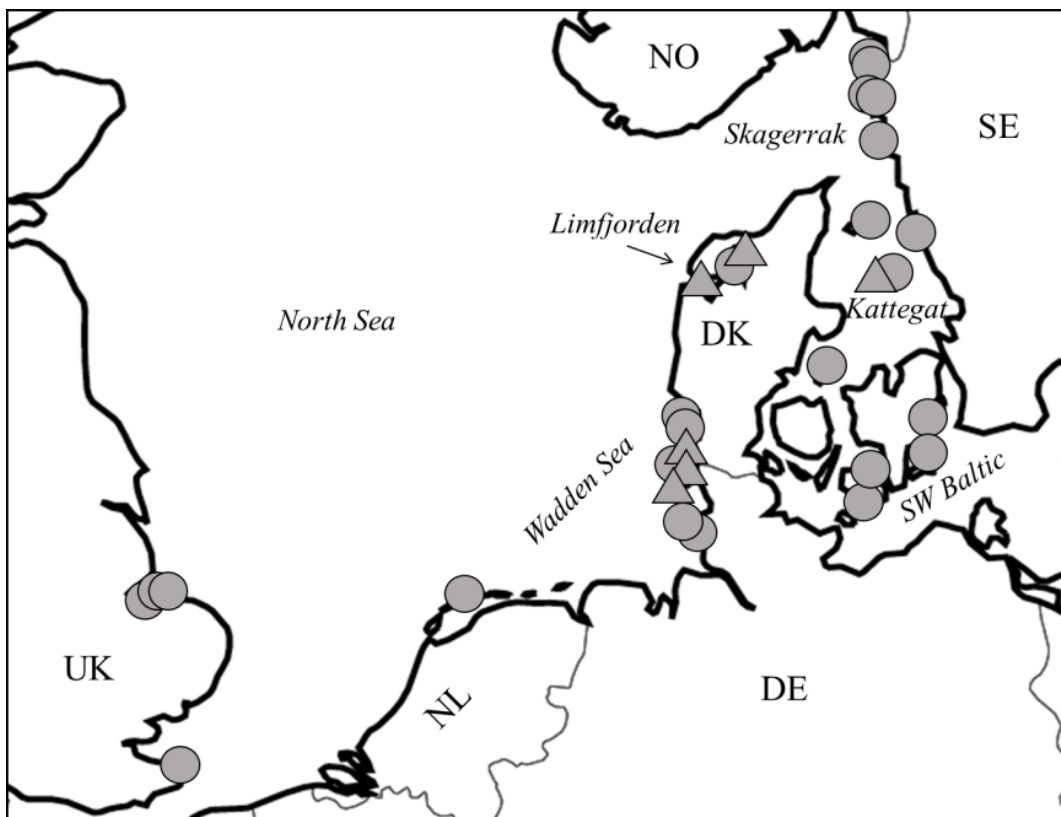 NO
Skagerrak
SE
Limfjorden
North Sea
Kattegat
DK
Wadden Sea
SW Baltic
UK
NL
DE